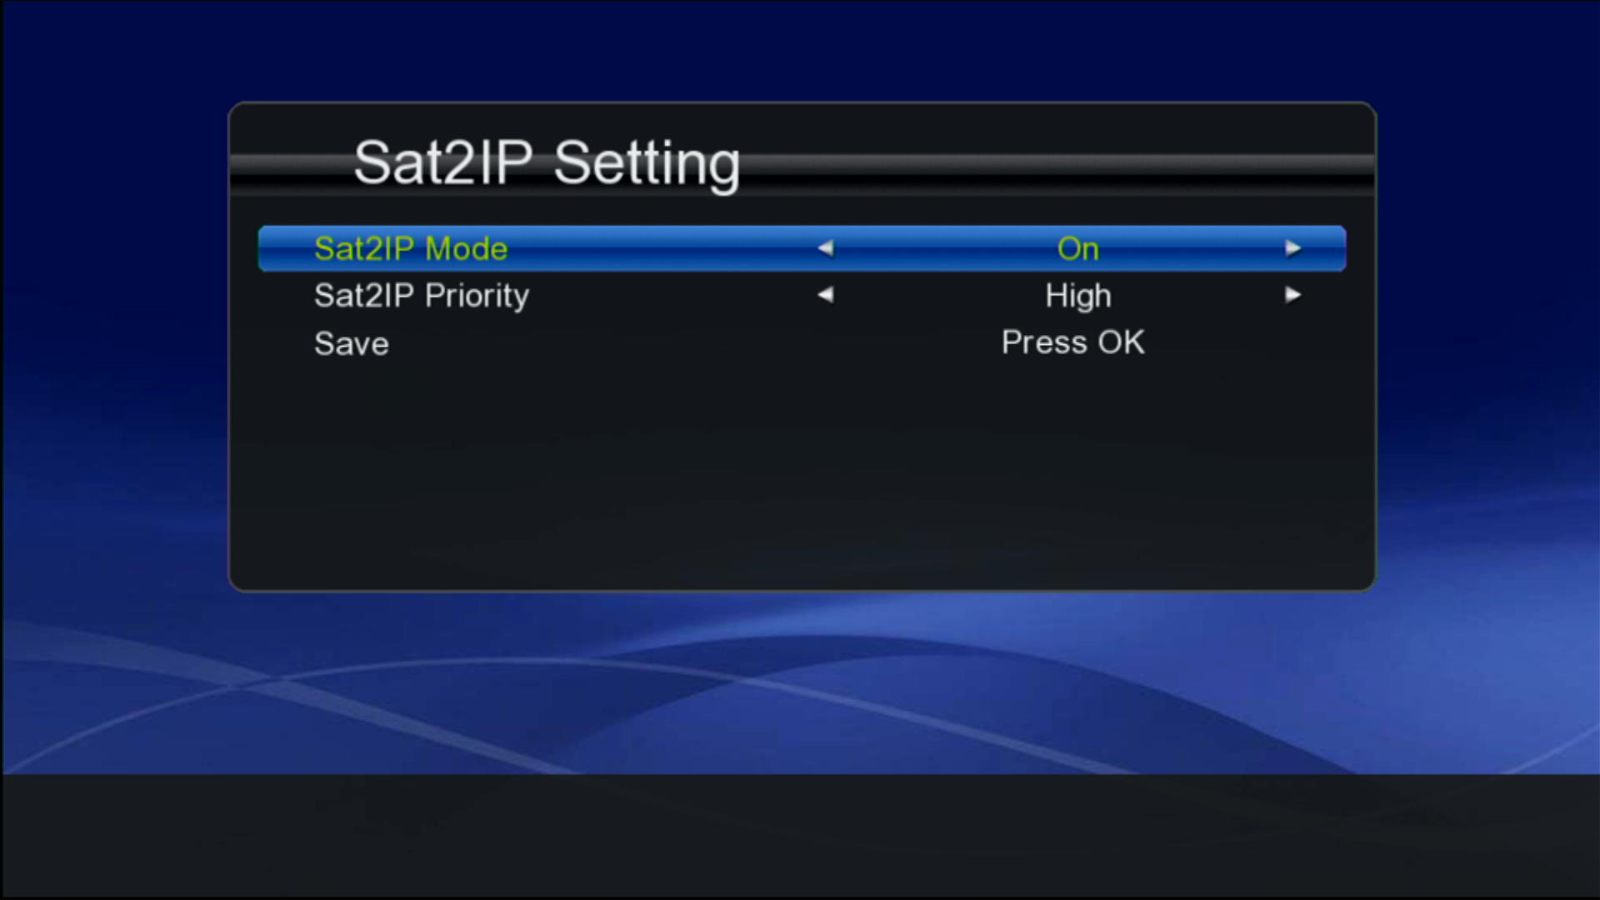 Sat2IP Setting
Sat2IP Mode On
Sat2IP Priority High
Save Press OK